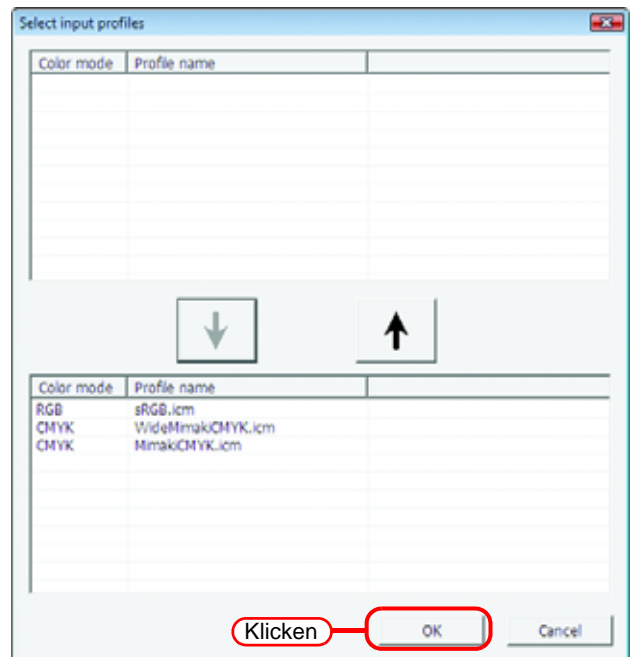 Select input profiles
Color mode Profile name
Color mode Profile name
RGB sRGB.icm
CMYK WideMimakiCMYK.icm
CMYK MimakiCMYK.icm
Klicken OK Cancel